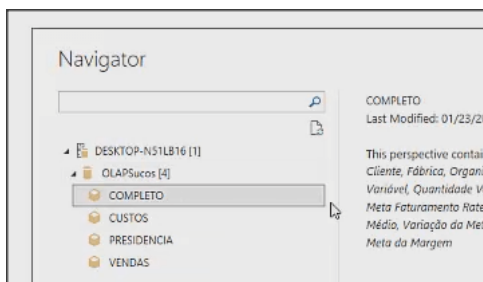 Navigator
DESKTOP-N51LB16 [1]
OLAPSucos [4]
COMPLETO
CUSTOS
PRESIDENCIA
VENDAS
COMPLETO
Last Modified: 01/23/20
This perspective contai
Cliente, Fábrica, Organi
Variável, Quantidade V
Meta Faturamento Rate
Médio, Variação da Met
Meta da Margem